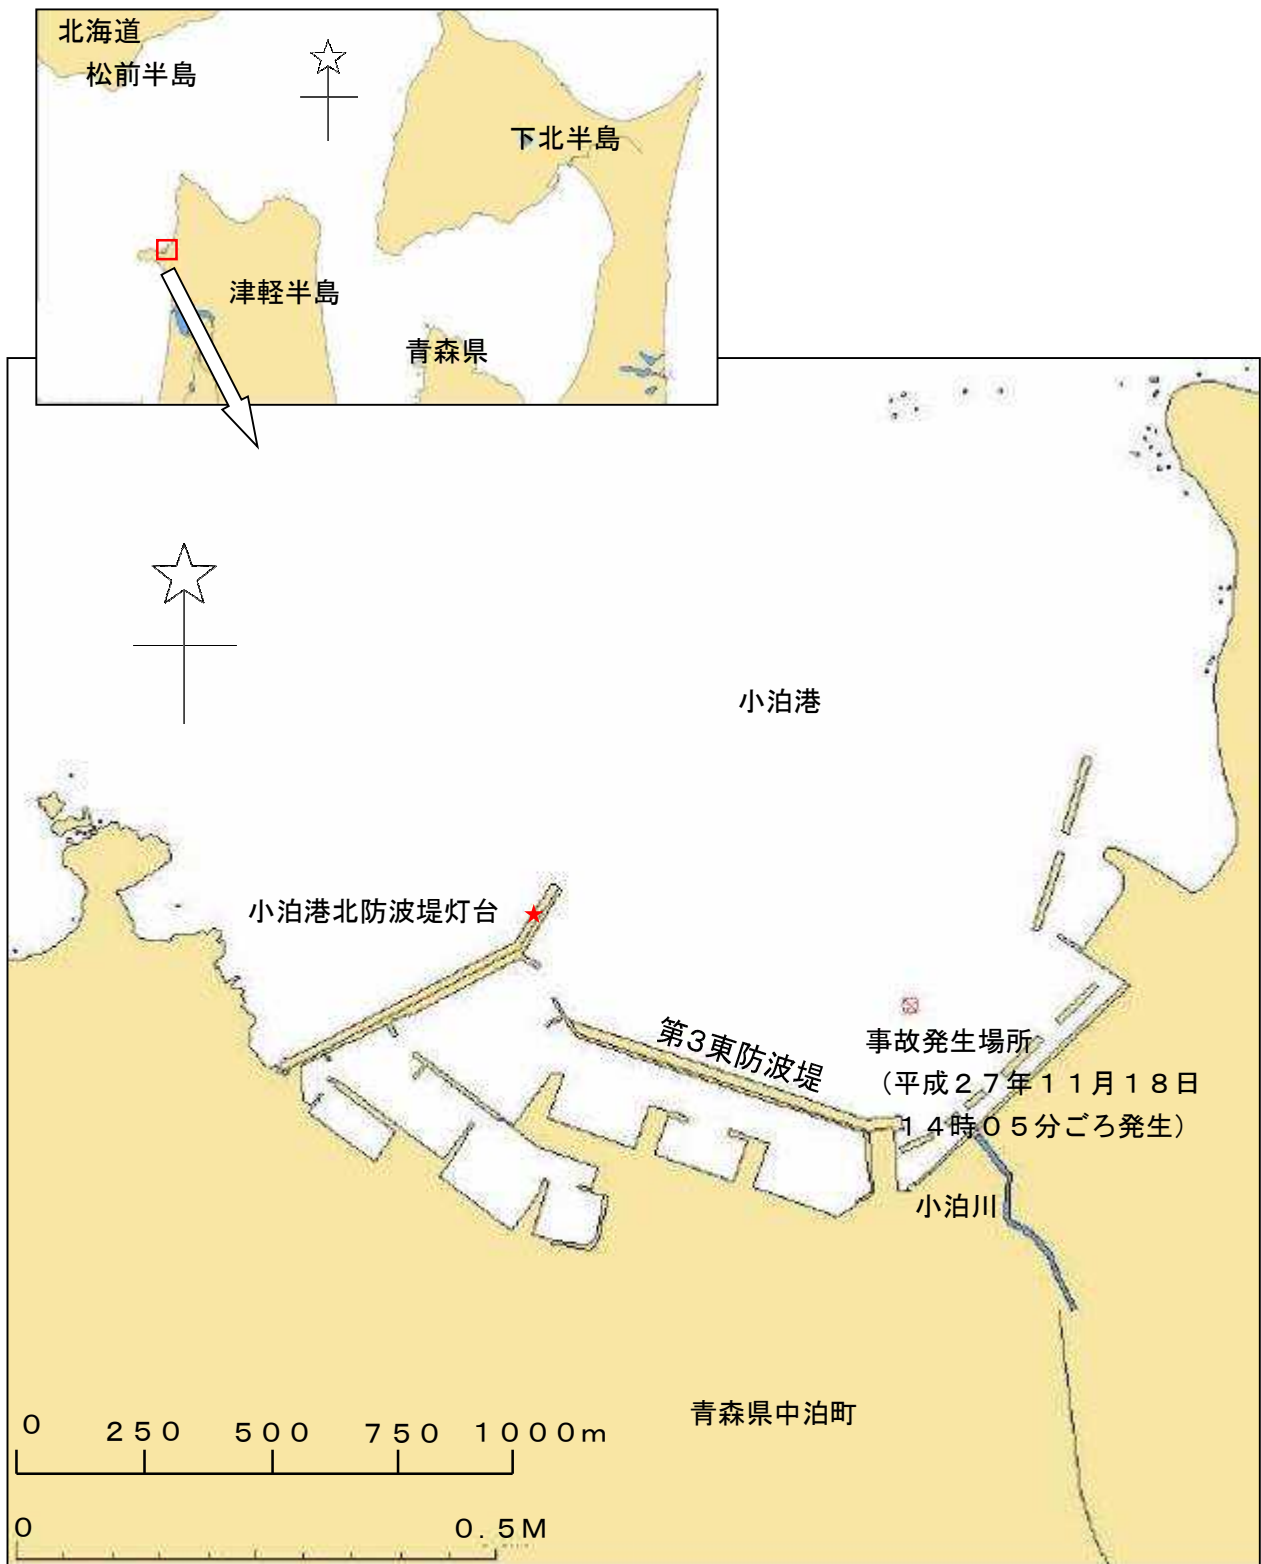 北海道
松前半島
下北半島
津軽半島
青森県
小泊港
小泊港北防波堤灯台
第3東防波堤
事故発生場所
（平成２７年１１月１８日
１４時０５分ごろ発生）
小泊川
青森県中泊町
０ ２５０ ５００ ７５０ １０００ｍ
０ ０．５Ｍ